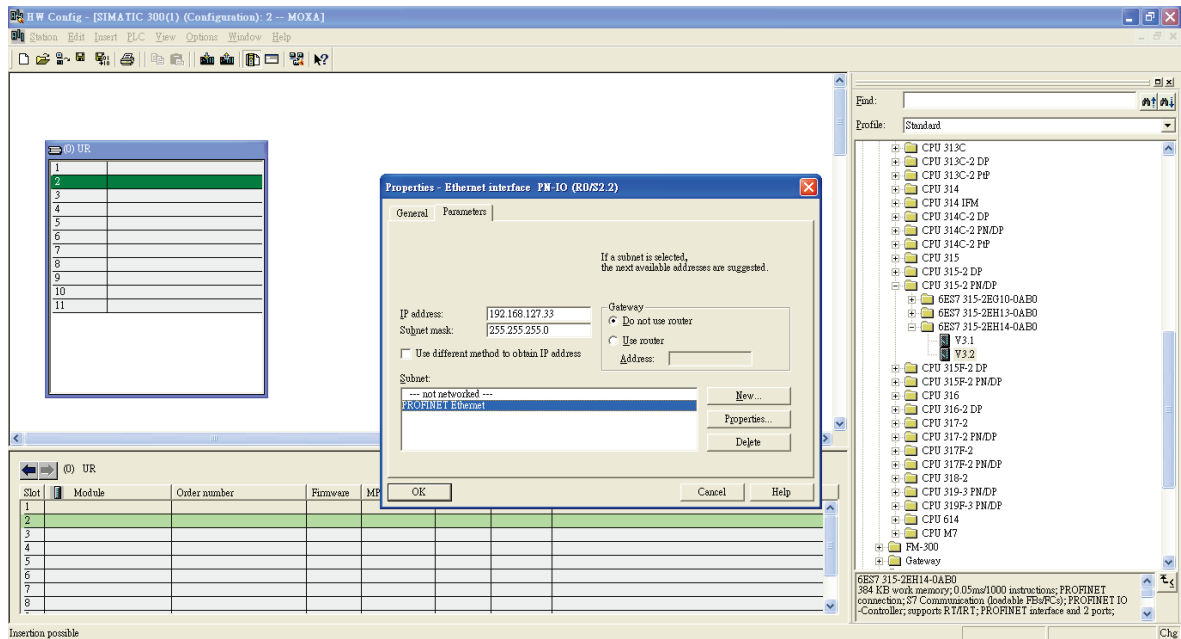 HW Config - [SIMATIC 300(1) (Configuration): 2 -- MOXA]
Station Edit Insert PLC View Options Window Help
(0) UR
1
2
3
4
5
6
7
8
9
10
11
Properties - Ethernet interface PN-IO (R0/S2.2)
General Parameters
If a subnet is selected,
the next available addresses are suggested.
IP address: 192.168.127.33
Subnet mask: 255.255.255.0
Use different method to obtain IP address
Gateway
Do not use router
Use router
Address:
Subnet:
--- not networked ---
PROFINET Ethernet
New...
Properties...
Delete
OK Cancel Help
(0) UR
Slot Module Order number Firmware MP
1
2
3
4
5
6
7
8
Find:
Profile: Standard
CPU 313C
CPU 313C-2 DP
CPU 313C-2 PtP
CPU 314
CPU 314 IFM
CPU 314C-2 DP
CPU 314C-2 PN/DP
CPU 314C-2 PtP
CPU 315
CPU 315-2 DP
CPU 315-2 PN/DP
6ES7 315-2EG10-0AB0
6ES7 315-2EH13-0AB0
6ES7 315-2EH14-0AB0
V3.1
V3.2
CPU 315F-2 DP
CPU 315F-2 PN/DP
CPU 316
CPU 316-2 DP
CPU 317-2
CPU 317-2 PN/DP
CPU 317F-2
CPU 317F-2 PN/DP
CPU 318-2
CPU 319-3 PN/DP
CPU 319F-3 PN/DP
CPU 614
CPU M7
FM-300
Gateway
6ES7 315-2EH14-0AB0
384 KB work memory; 0.05ms/1000 instructions; PROFINET
connection; S7 Communication (loadable FBs/FCs); PROFINET IO
-Controller; supports RT/IRT; PROFINET interface and 2 ports;
Insertion possible
Chg